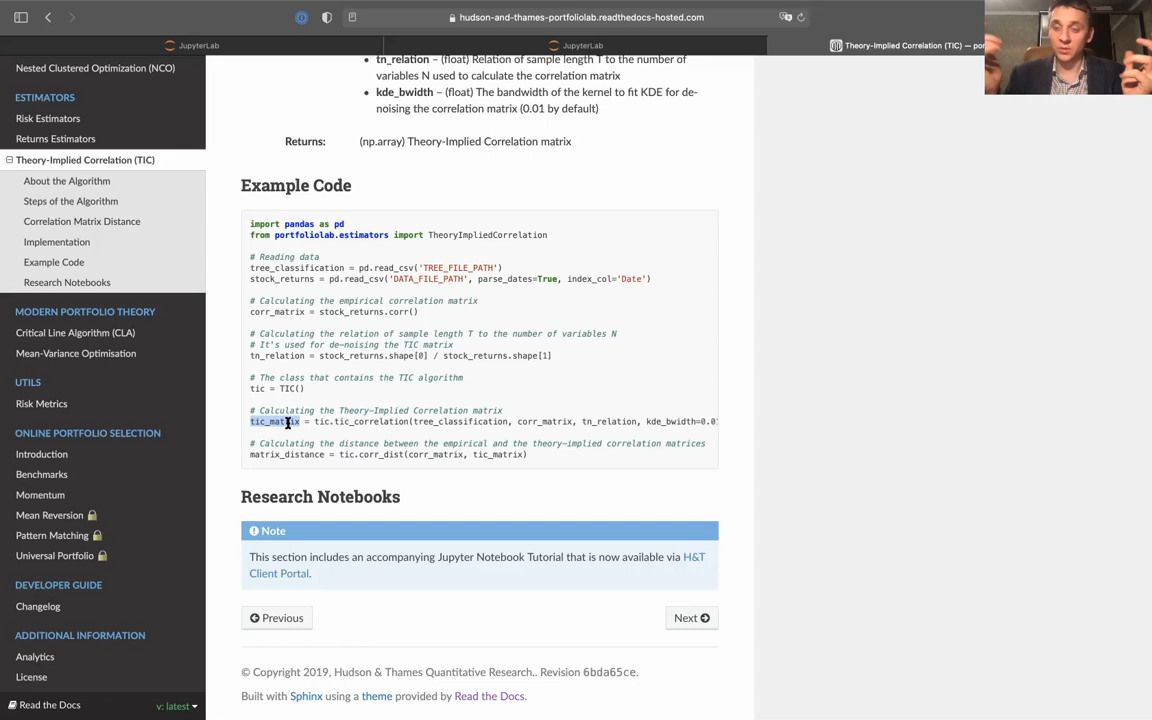 hudson-and-thames-portfoliolab.readthedocs-hosted.com
JupyterLab
JupyterLab
Theory-Implied Correlation (TIC) — por
Nested Clustered Optimization (NCO)
ESTIMATORS
Risk Estimators
Returns Estimators
Theory-Implied Correlation (TIC)
About the Algorithm
Steps of the Algorithm
Correlation Matrix Distance
Implementation
Example Code
Research Notebooks
MODERN PORTFOLIO THEORY
Critical Line Algorithm (CLA)
Mean-Variance Optimisation
UTILS
Risk Metrics
ONLINE PORTFOLIO SELECTION
Introduction
Benchmarks
Momentum
Mean Reversion
Pattern Matching
Universal Portfolio
DEVELOPER GUIDE
Changelog
ADDITIONAL INFORMATION
Analytics
License
Read the Docs
v: latest
tn_relation – (float) Relation of sample length T to the number of
variables N used to calculate the correlation matrix
kde_bwidth – (float) The bandwidth of the kernel to fit KDE for de-
noising the correlation matrix (0.01 by default)
Returns: (np.array) Theory-Implied Correlation matrix
Example Code
import pandas as pd
from portfoliolab.estimators import TheoryImpliedCorrelation
# Reading data
tree_classification = pd.read_csv('TREE_FILE_PATH')
stock_returns = pd.read_csv('DATA_FILE_PATH', parse_dates=True, index_col='Date')
# Calculating the empirical correlation matrix
corr_matrix = stock_returns.corr()
# Calculating the relation of sample length T to the number of variables N
# It's used for de-noising the TIC matrix
tn_relation = stock_returns.shape[0] / stock_returns.shape[1]
# The class that contains the TIC algorithm
tic = TIC()
# Calculating the Theory-Implied Correlation matrix
tic_matrix = tic.tic_correlation(tree_classification, corr_matrix, tn_relation, kde_bwidth=0.01
# Calculating the distance between the empirical and the theory-implied correlation matrices
matrix_distance = tic.corr_dist(corr_matrix, tic_matrix)
Research Notebooks
Note
This section includes an accompanying Jupyter Notebook Tutorial that is now available via H&T
Client Portal.
Previous
Next
© Copyright 2019, Hudson & Thames Quantitative Research.. Revision 6bda65ce.
Built with Sphinx using a theme provided by Read the Docs.